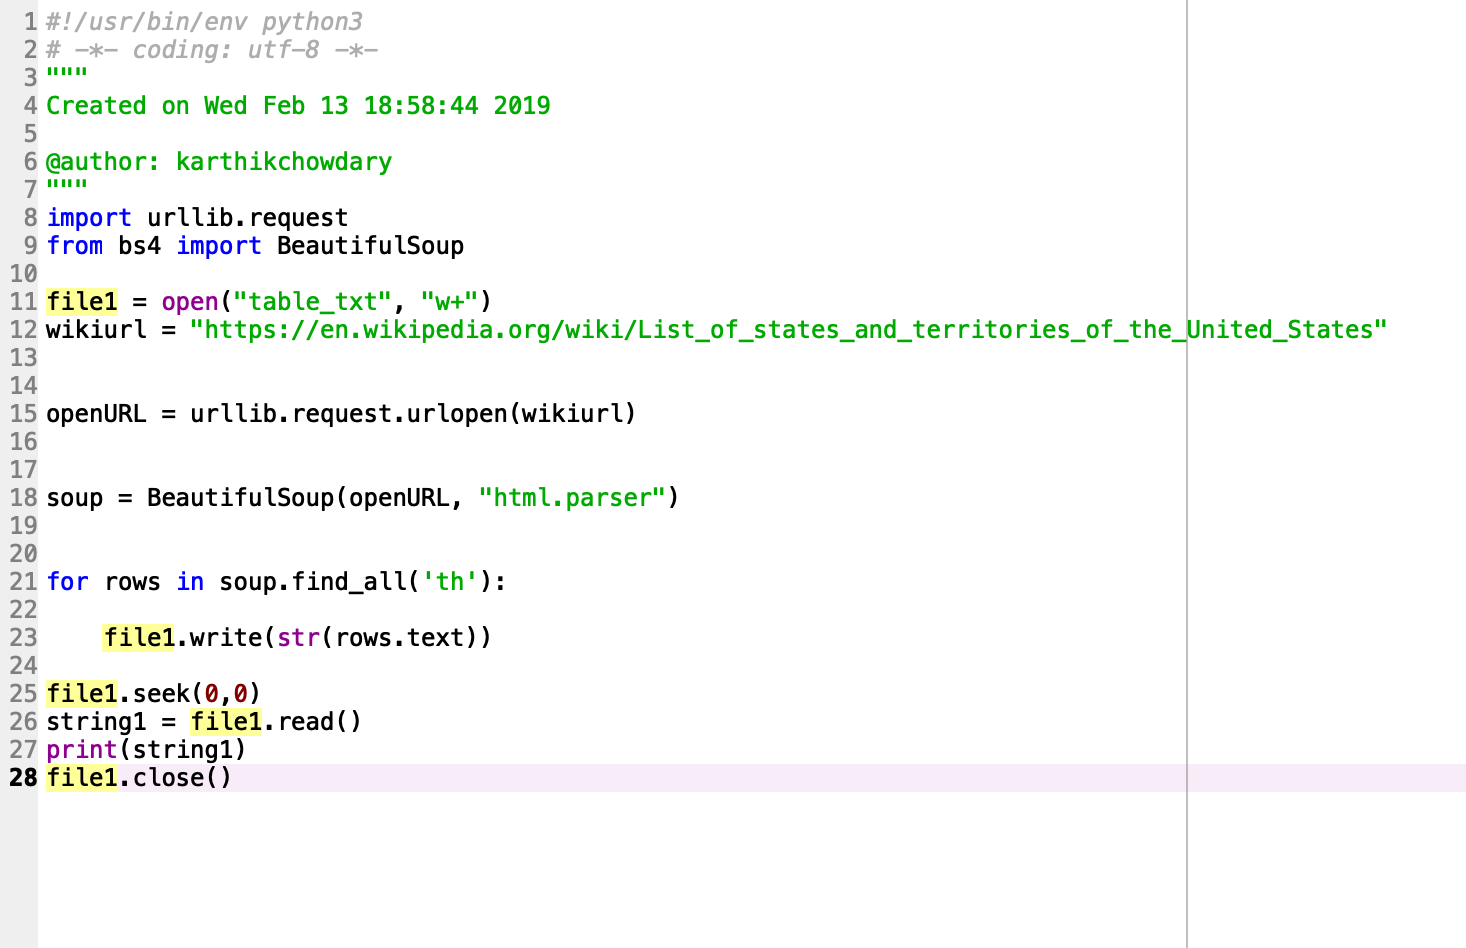 1 #!/usr/bin/env python3
2 # -*- coding: utf-8 -*-
3 """
4 Created on Wed Feb 13 18:58:44 2019
5
6 @author: karthikchowdary
7 """
8 import urllib.request
9 from bs4 import BeautifulSoup
10
11 file1 = open("table_txt", "w+")
12 wikiurl = "https://en.wikipedia.org/wiki/List_of_states_and_territories_of_the_United_States"
13
14
15 openURL = urllib.request.urlopen(wikiurl)
16
17
18 soup = BeautifulSoup(openURL, "html.parser")
19
20
21 for rows in soup.find_all('th'):
22
23     file1.write(str(rows.text))
24
25 file1.seek(0,0)
26 string1 = file1.read()
27 print(string1)
28 file1.close()